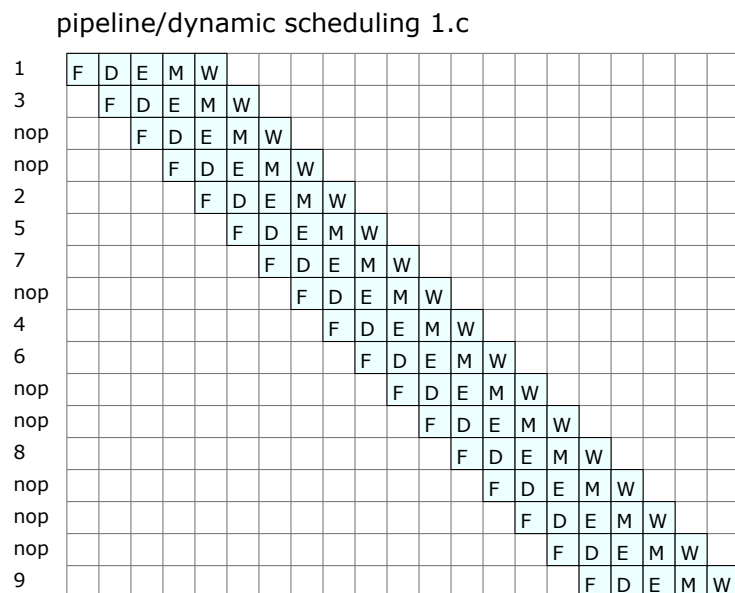 pipeline/dynamic scheduling 1.c
1 F D E M W
3 F D E M W
nop F D E M W
nop F D E M W
2 F D E M W
5 F D E M W
7 F D E M W
nop F D E M W
4 F D E M W
6 F D E M W
nop F D E M W
nop F D E M W
8 F D E M W
nop F D E M W
nop F D E M W
nop F D E M W
9 F D E M W